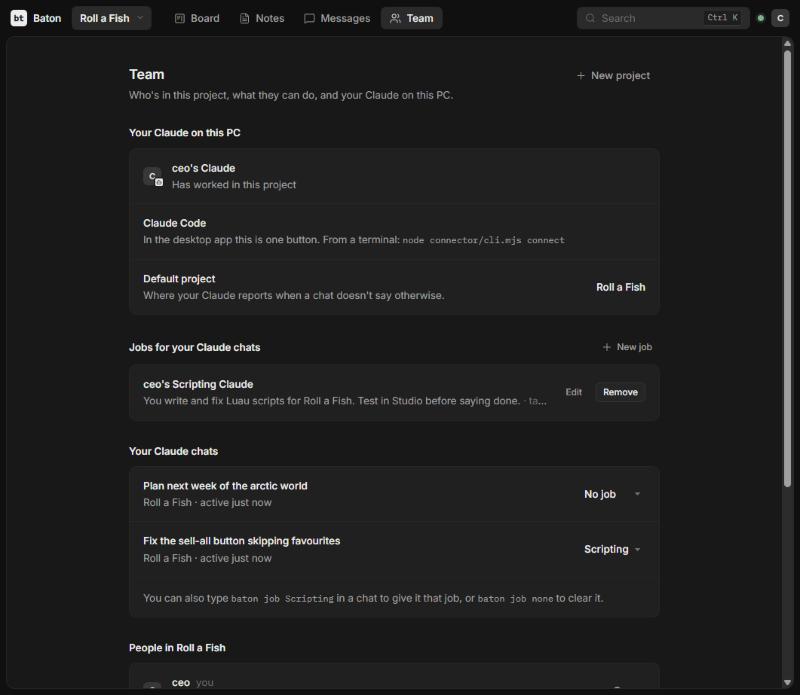 bt Baton Roll a Fish Board Notes Messages Team Search Ctrl K C
Team
+ New project
Who's in this project, what they can do, and your Claude on this PC.
Your Claude on this PC
C
ceo's Claude
Has worked in this project
Claude Code
In the desktop app this is one button. From a terminal: node connector/cli.mjs connect
Default project
Where your Claude reports when a chat doesn't say otherwise.
Roll a Fish
Jobs for your Claude chats
+ New job
ceo's Scripting Claude
You write and fix Luau scripts for Roll a Fish. Test in Studio before saying done. · ta...
Edit Remove
Your Claude chats
Plan next week of the arctic world
Roll a Fish · active just now
No job
Fix the sell-all button skipping favourites
Roll a Fish · active just now
Scripting
You can also type baton job Scripting in a chat to give it that job, or baton job none to clear it.
People in Roll a Fish
ceo you